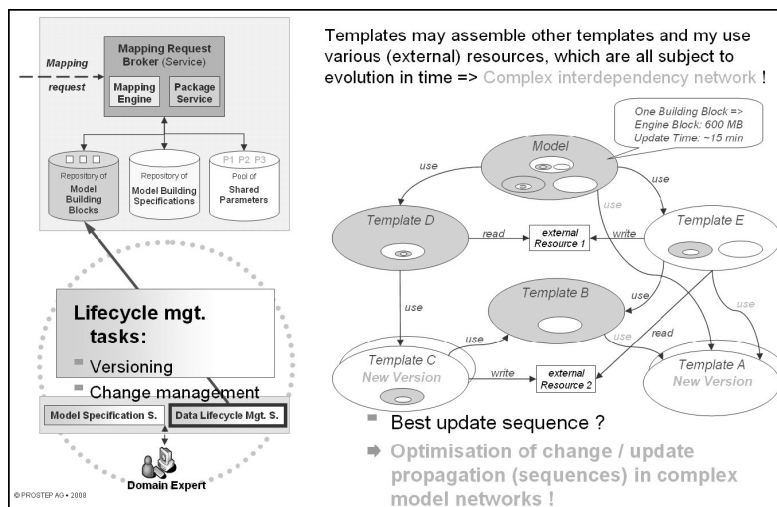 Mapping
request
Mapping Request
Broker (Service)
Mapping
Engine
Package
Service
Repository of
Model
Building
Blocks
Repository of
Model Building
Specifications
P1 P2 P3
Pool of
Shared
Parameters
Lifecycle mgt.
tasks:
Versioning
Change management
Model Specification S.
Data Lifecycle Mgt. S.
Domain Expert
© PROSTEP AG • 2008
Templates may assemble other templates and my use
various (external) resources, which are all subject to
evolution in time => Complex interdependency network !
One Building Block =>
Engine Block: 600 MB
Update Time: ~15 min
Model
use
use
use
Template D
read
external
Resource 1
write
Template E
use
Template B
use
use
use
use
read
Template C
New Version
write
external
Resource 2
Template A
New Version
Best update sequence ?
Optimisation of change / update
propagation (sequences) in complex
model networks !